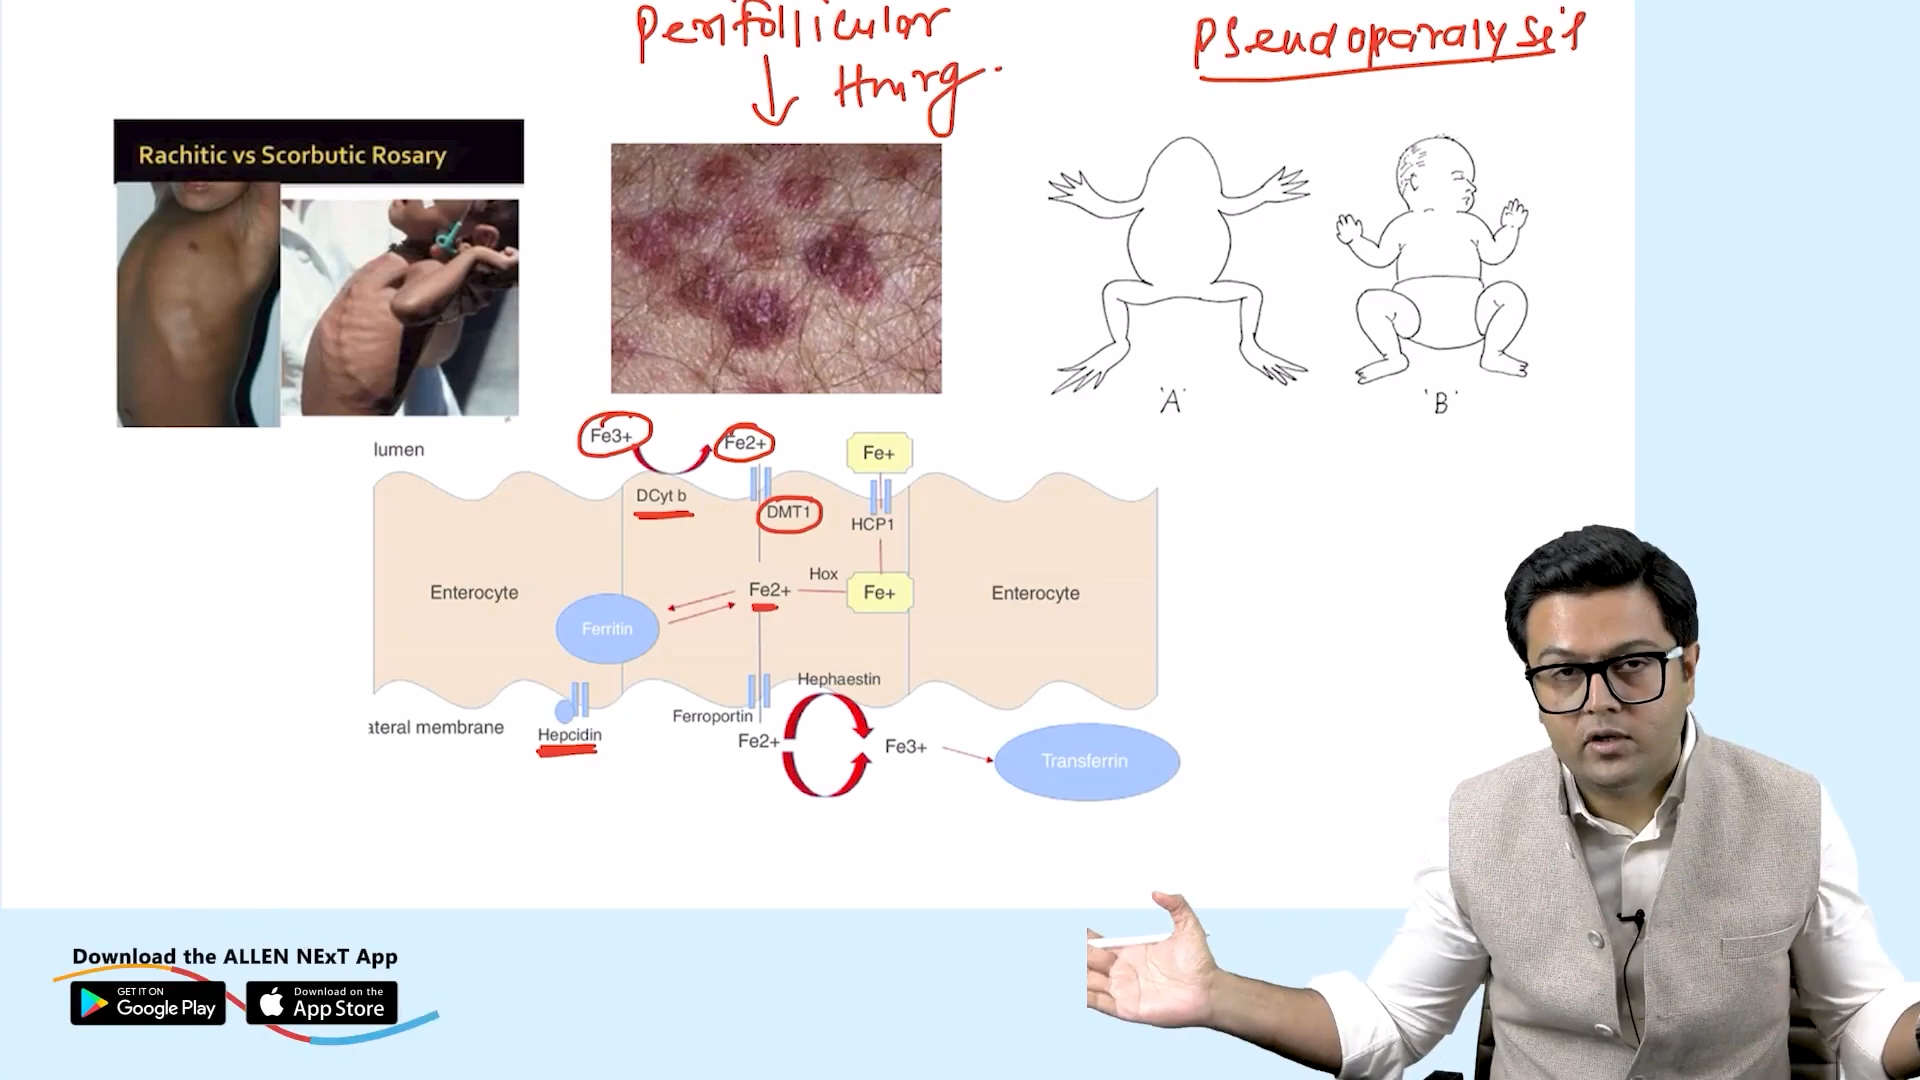 Perifollicular
Hmrg.
Pseudoparalysis
Rachitic vs Scorbutic Rosary
'A'
'B'
lumen
Fe3+
Fe2+
Fe+
DCyt b
DMT1
HCP1
Hox
Enterocyte
Fe2+
Fe+
Enterocyte
Ferritin
Hephaestin
Ferroportin
ateral membrane
Hepcidin
Fe2+
Fe3+
Transferrin
Download the ALLEN NExT App
GET IT ON
Google Play
Download on the
App Store